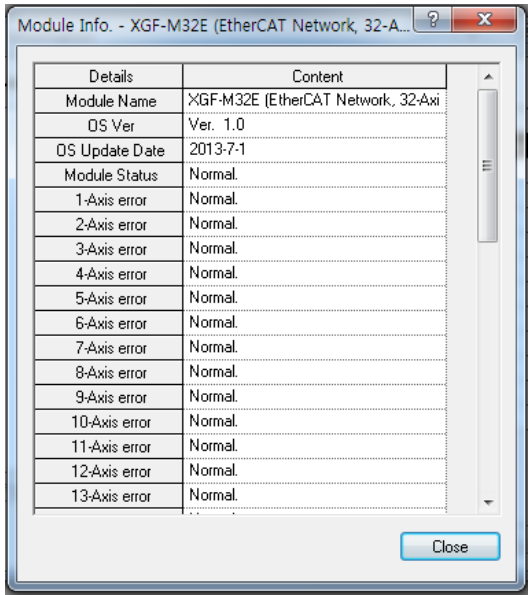 Module Info. - XGF-M32E (EtherCAT Network, 32-A...
Details Content
Module Name XGF-M32E (EtherCAT Network, 32-Axi
OS Ver Ver. 1.0
OS Update Date 2013-7-1
Module Status Normal.
1-Axis error Normal.
2-Axis error Normal.
3-Axis error Normal.
4-Axis error Normal.
5-Axis error Normal.
6-Axis error Normal.
7-Axis error Normal.
8-Axis error Normal.
9-Axis error Normal.
10-Axis error Normal.
11-Axis error Normal.
12-Axis error Normal.
13-Axis error Normal.
Close